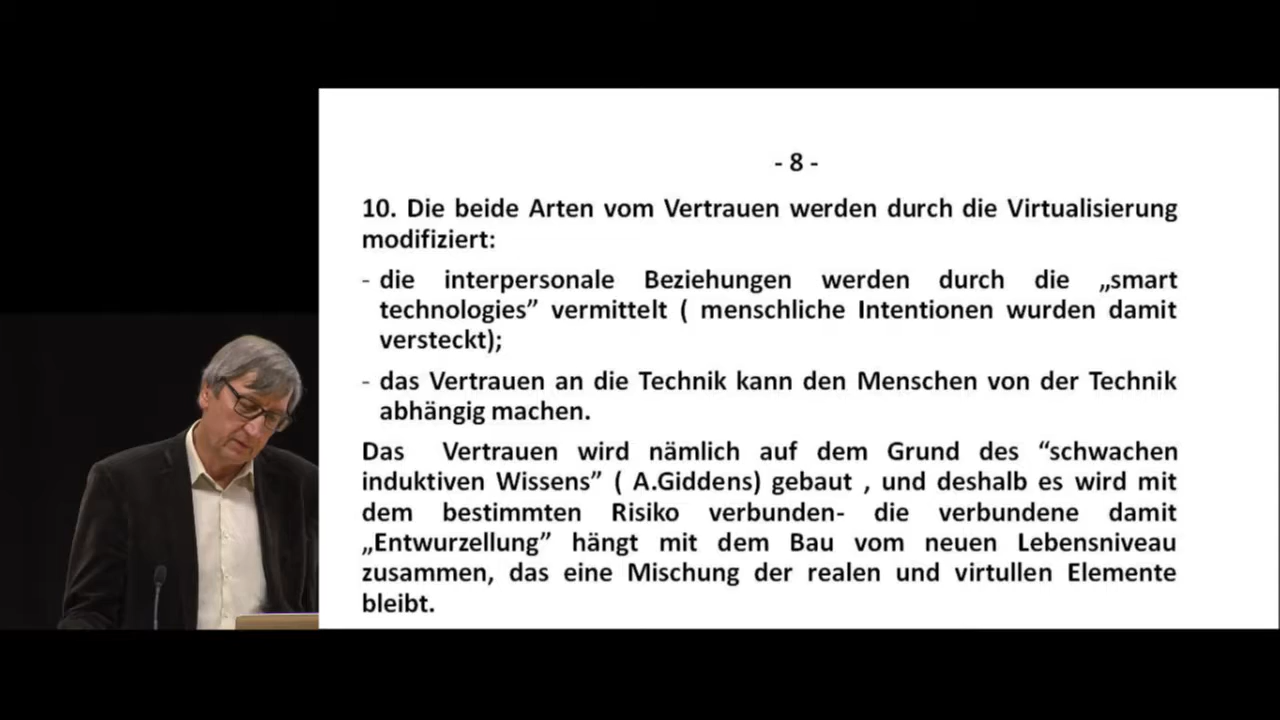 - 8 -
10. Die beide Arten vom Vertrauen werden durch die Virtualisierung
modifiziert:
- die interpersonale Beziehungen werden durch die „smart
technologies” vermittelt ( menschliche Intentionen wurden damit
versteckt);
- das Vertrauen an die Technik kann den Menschen von der Technik
abhängig machen.
Das Vertrauen wird nämlich auf dem Grund des “schwachen
induktiven Wissens” ( A.Giddens) gebaut , und deshalb es wird mit
dem bestimmten Risiko verbunden- die verbundene damit
„Entwurzellung” hängt mit dem Bau vom neuen Lebensniveau
zusammen, das eine Mischung der realen und virtullen Elemente
bleibt.